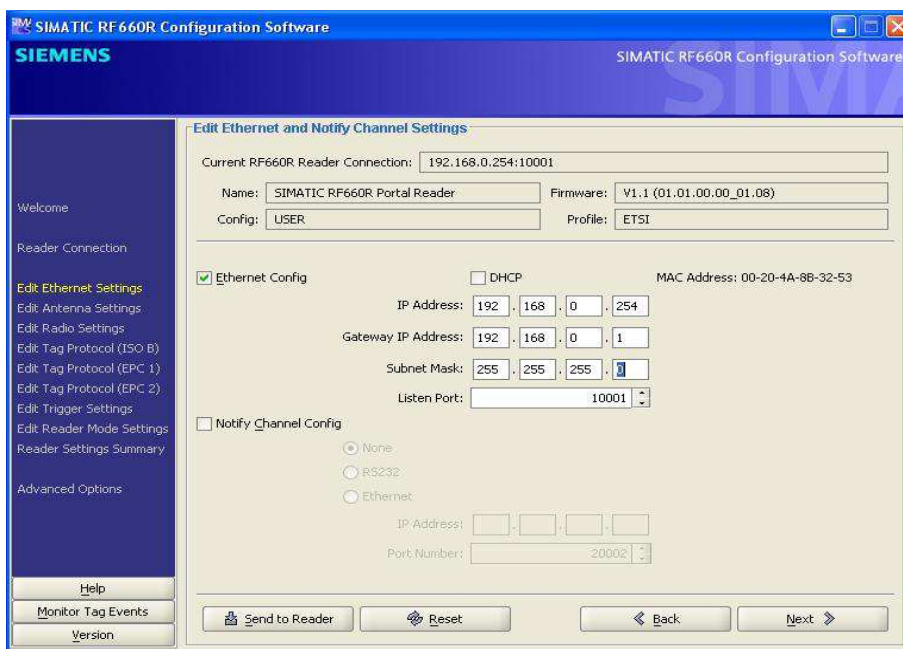 SIMATIC RF660R Configuration Software
SIEMENS
SIMATIC RF660R Configuration Software
Welcome
Reader Connection
Edit Ethernet Settings
Edit Antenna Settings
Edit Radio Settings
Edit Tag Protocol (ISO B)
Edit Tag Protocol (EPC 1)
Edit Tag Protocol (EPC 2)
Edit Trigger Settings
Edit Reader Mode Settings
Reader Settings Summary
Advanced Options
Help
Monitor Tag Events
Version
Edit Ethernet and Notify Channel Settings
Current RF660R Reader Connection: 192.168.0.254:10001
Name: SIMATIC RF660R Portal Reader Firmware: V1.1 (01.01.00.00_01.08)
Config: USER Profile: ETSI
Ethernet Config DHCP MAC Address: 00-20-4A-8B-32-53
IP Address: 192 . 168 . 0 . 254
Gateway IP Address: 192 . 168 . 0 . 1
Subnet Mask: 255 . 255 . 255 . 0
Listen Port: 10001
Notify Channel Config
None
RS232
Ethernet
IP Address: . . .
Port Number: 20002
Send to Reader Reset Back Next